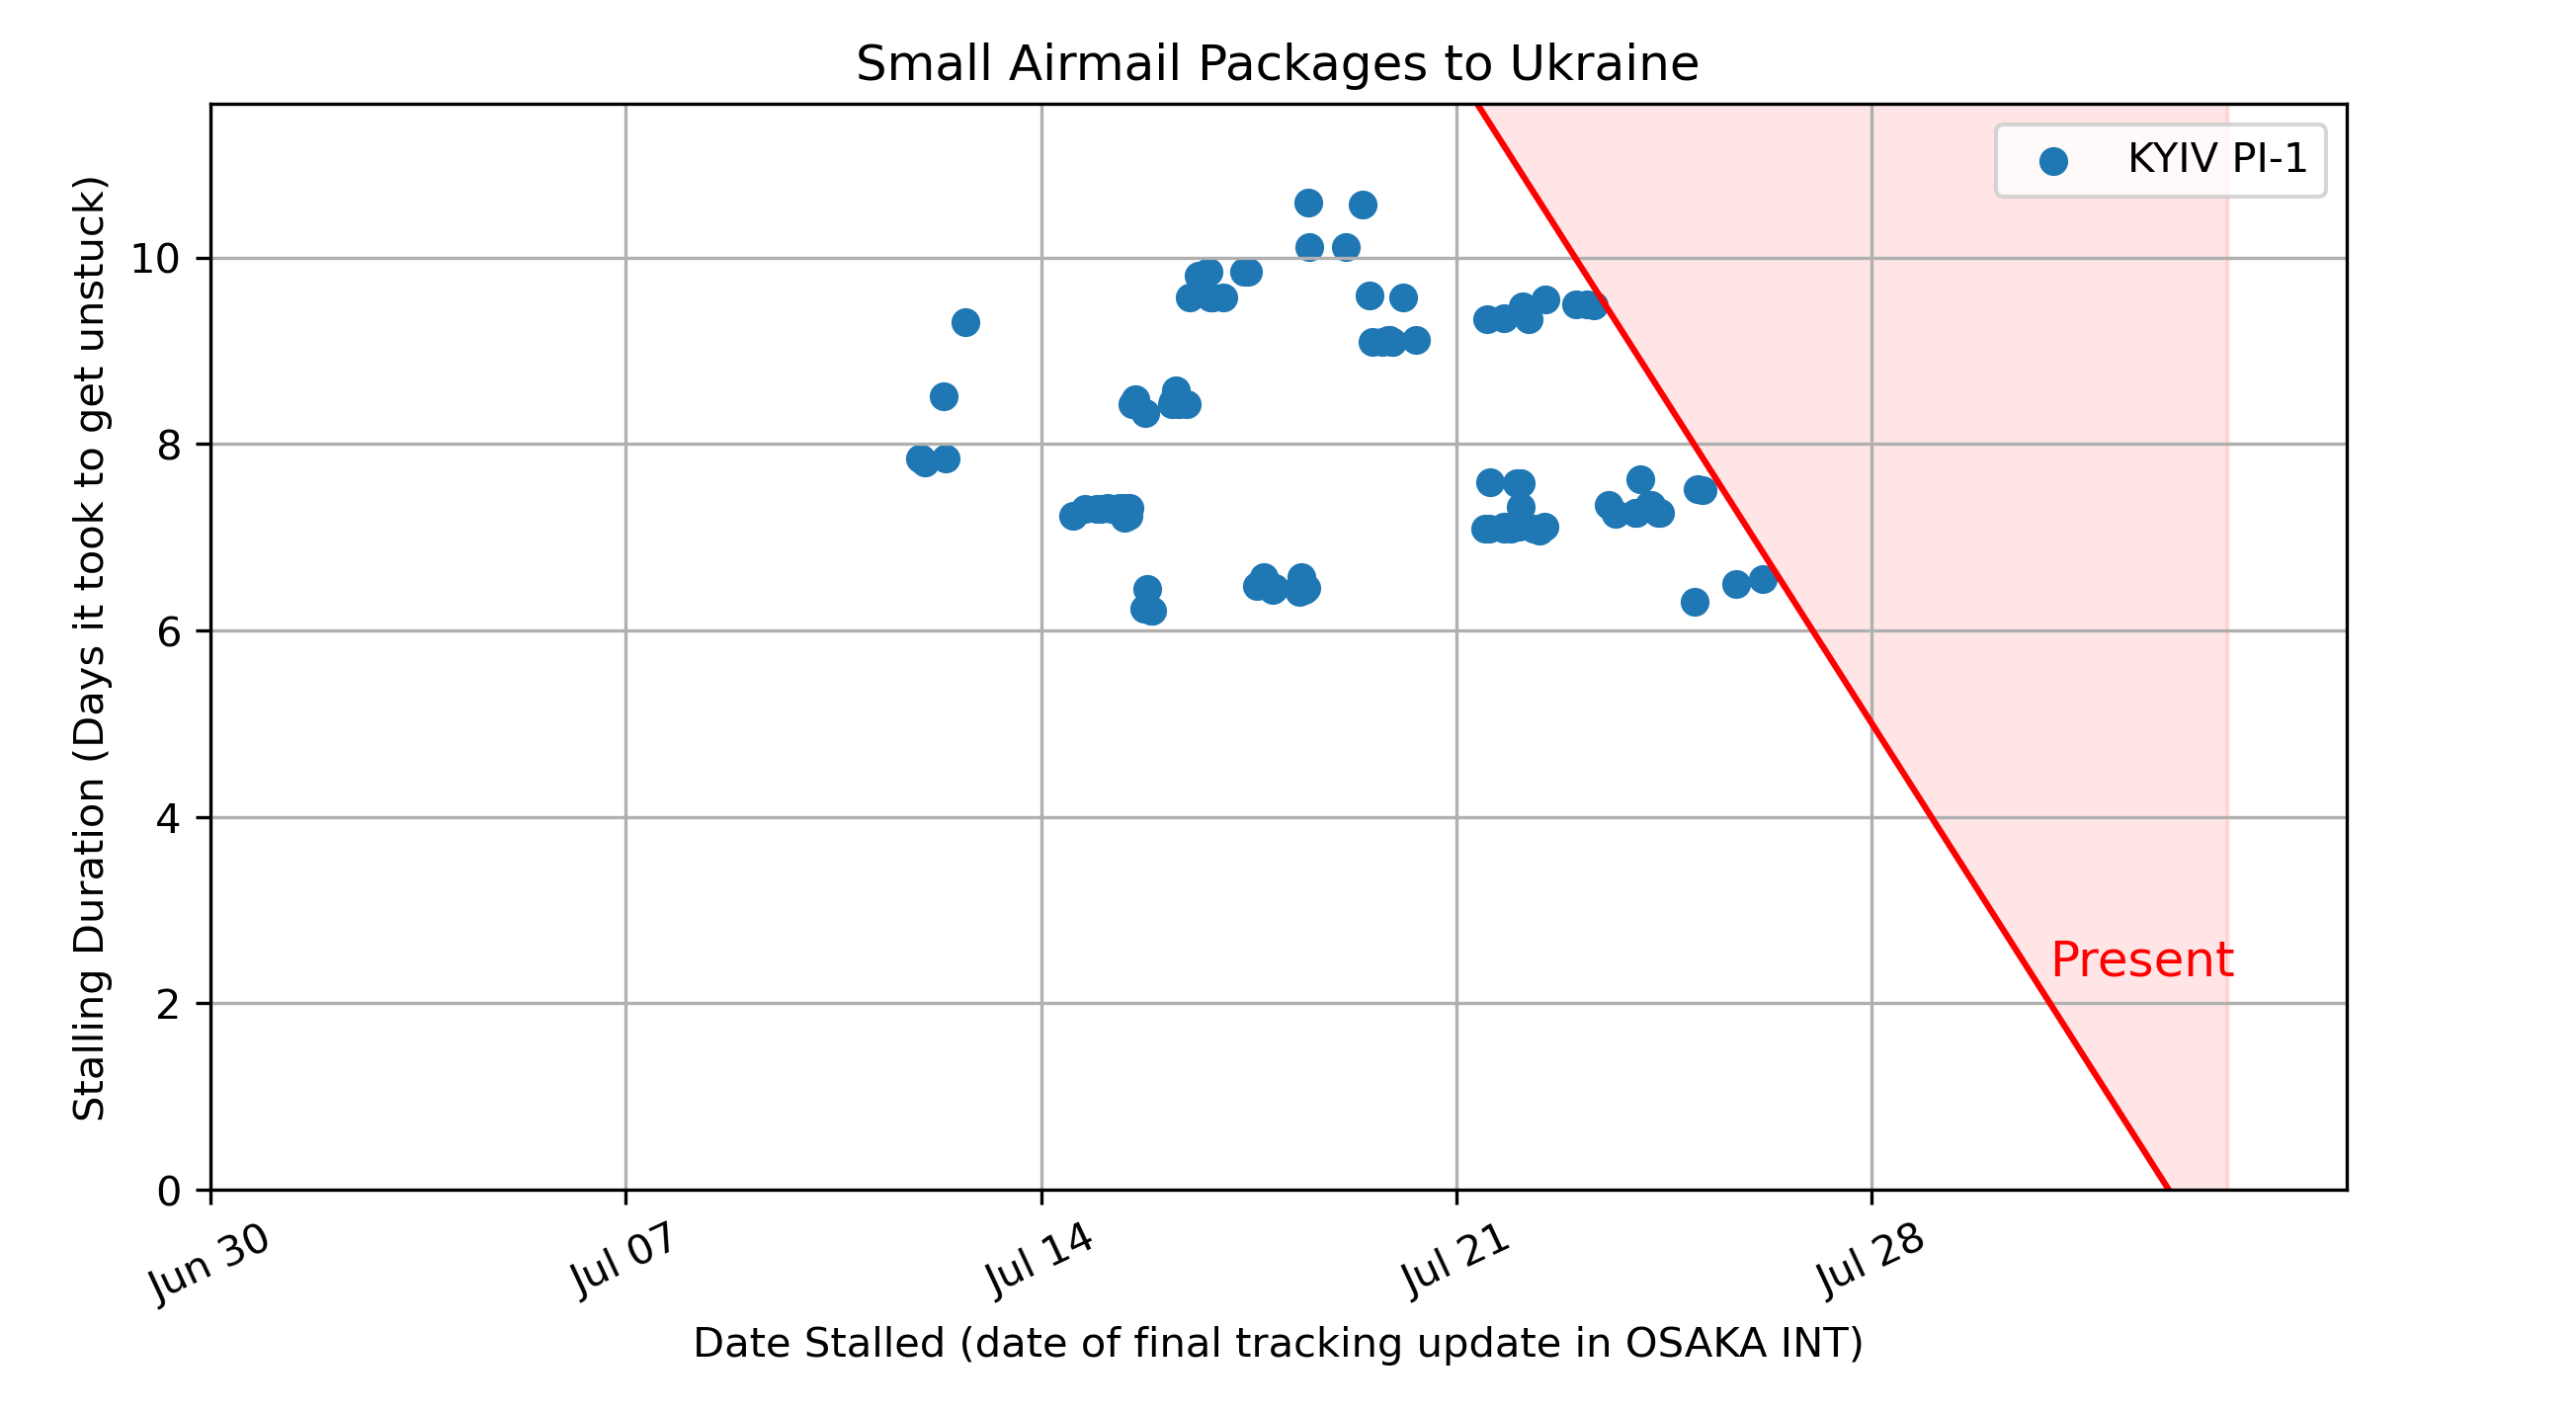 Small Airmail Packages to Ukraine
KYIV PI-1
Stalling Duration (Days it took to get unstuck)
10
8
6
4
2
0
Present
Jun 30
Jul 07
Jul 14
Jul 21
Jul 28
Date Stalled (date of final tracking update in OSAKA INT)